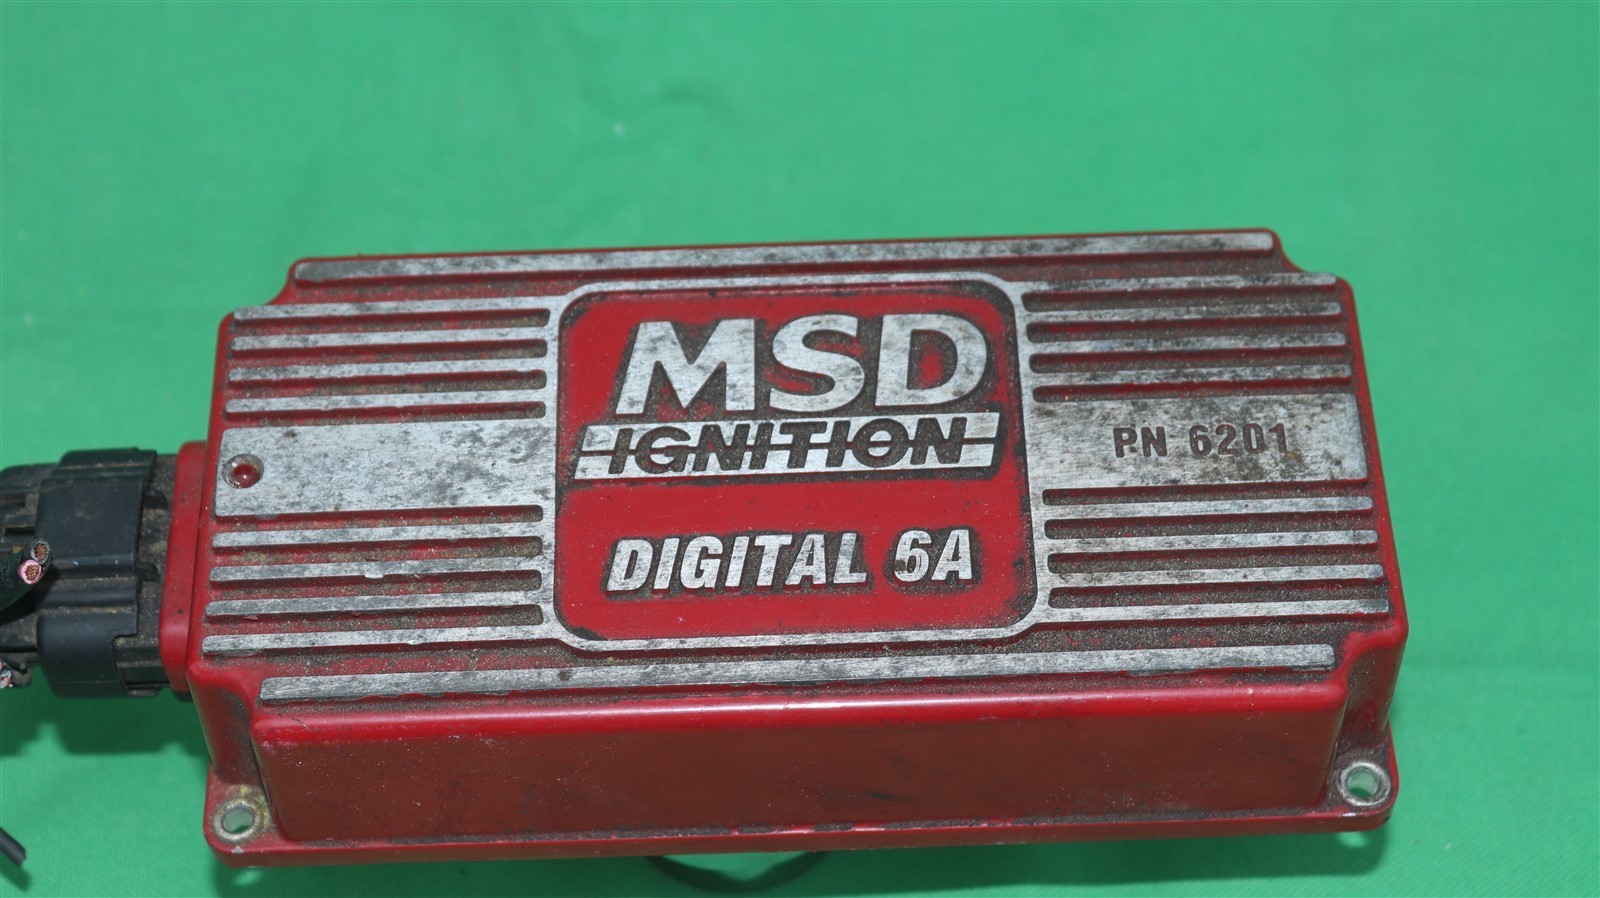 MSD
IGNITION
DIGITAL 6A
PN 6201